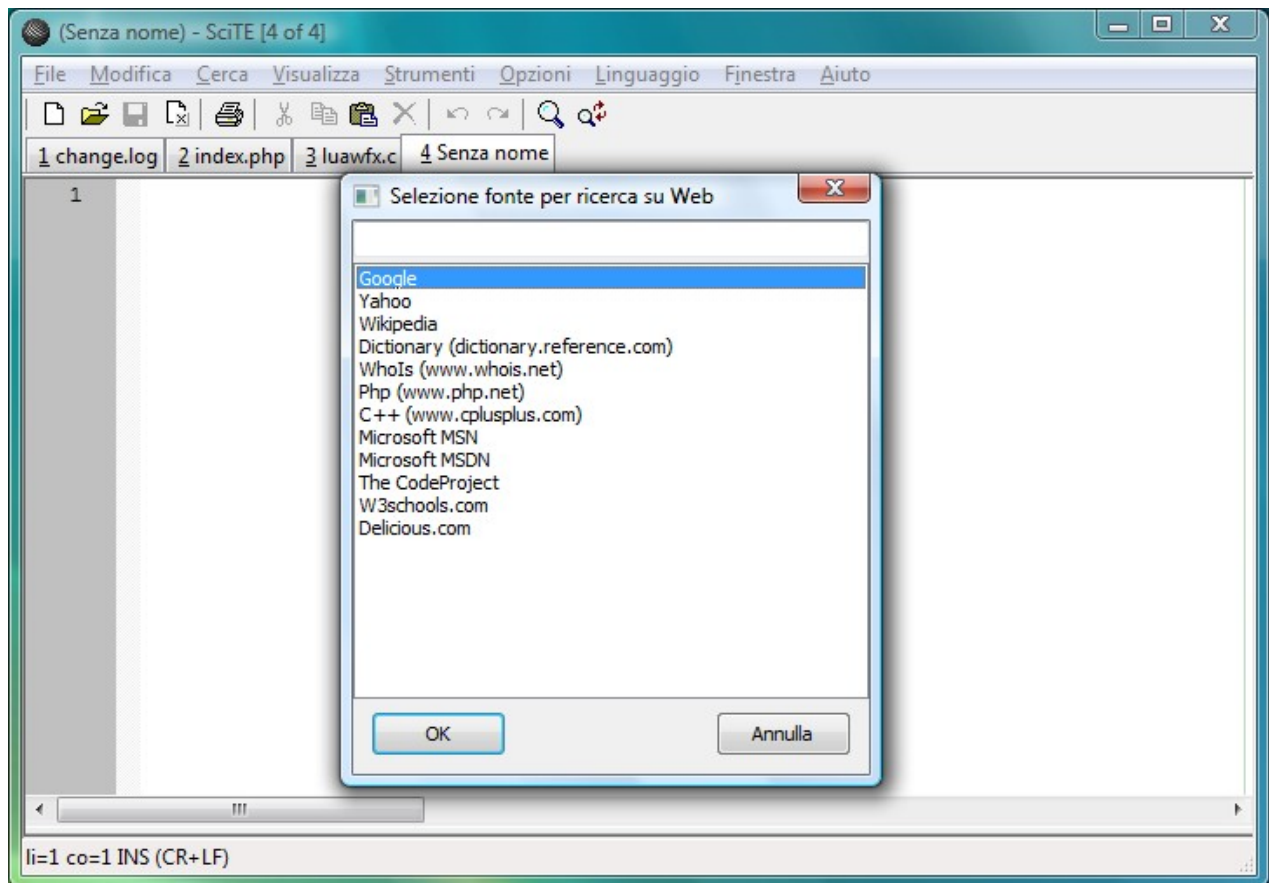 (Senza nome) - SciTE [4 of 4]
File Modifica Cerca Visualizza Strumenti Opzioni Linguaggio Finestra Aiuto
1 change.log 2 index.php 3 luawfx.c 4 Senza nome
1
Selezione fonte per ricerca su Web
Google
Yahoo
Wikipedia
Dictionary (dictionary.reference.com)
WhoIs (www.whois.net)
Php (www.php.net)
C++ (www.cplusplus.com)
Microsoft MSN
Microsoft MSDN
The CodeProject
W3schools.com
Delicious.com
OK Annulla
li=1 co=1 INS (CR+LF)